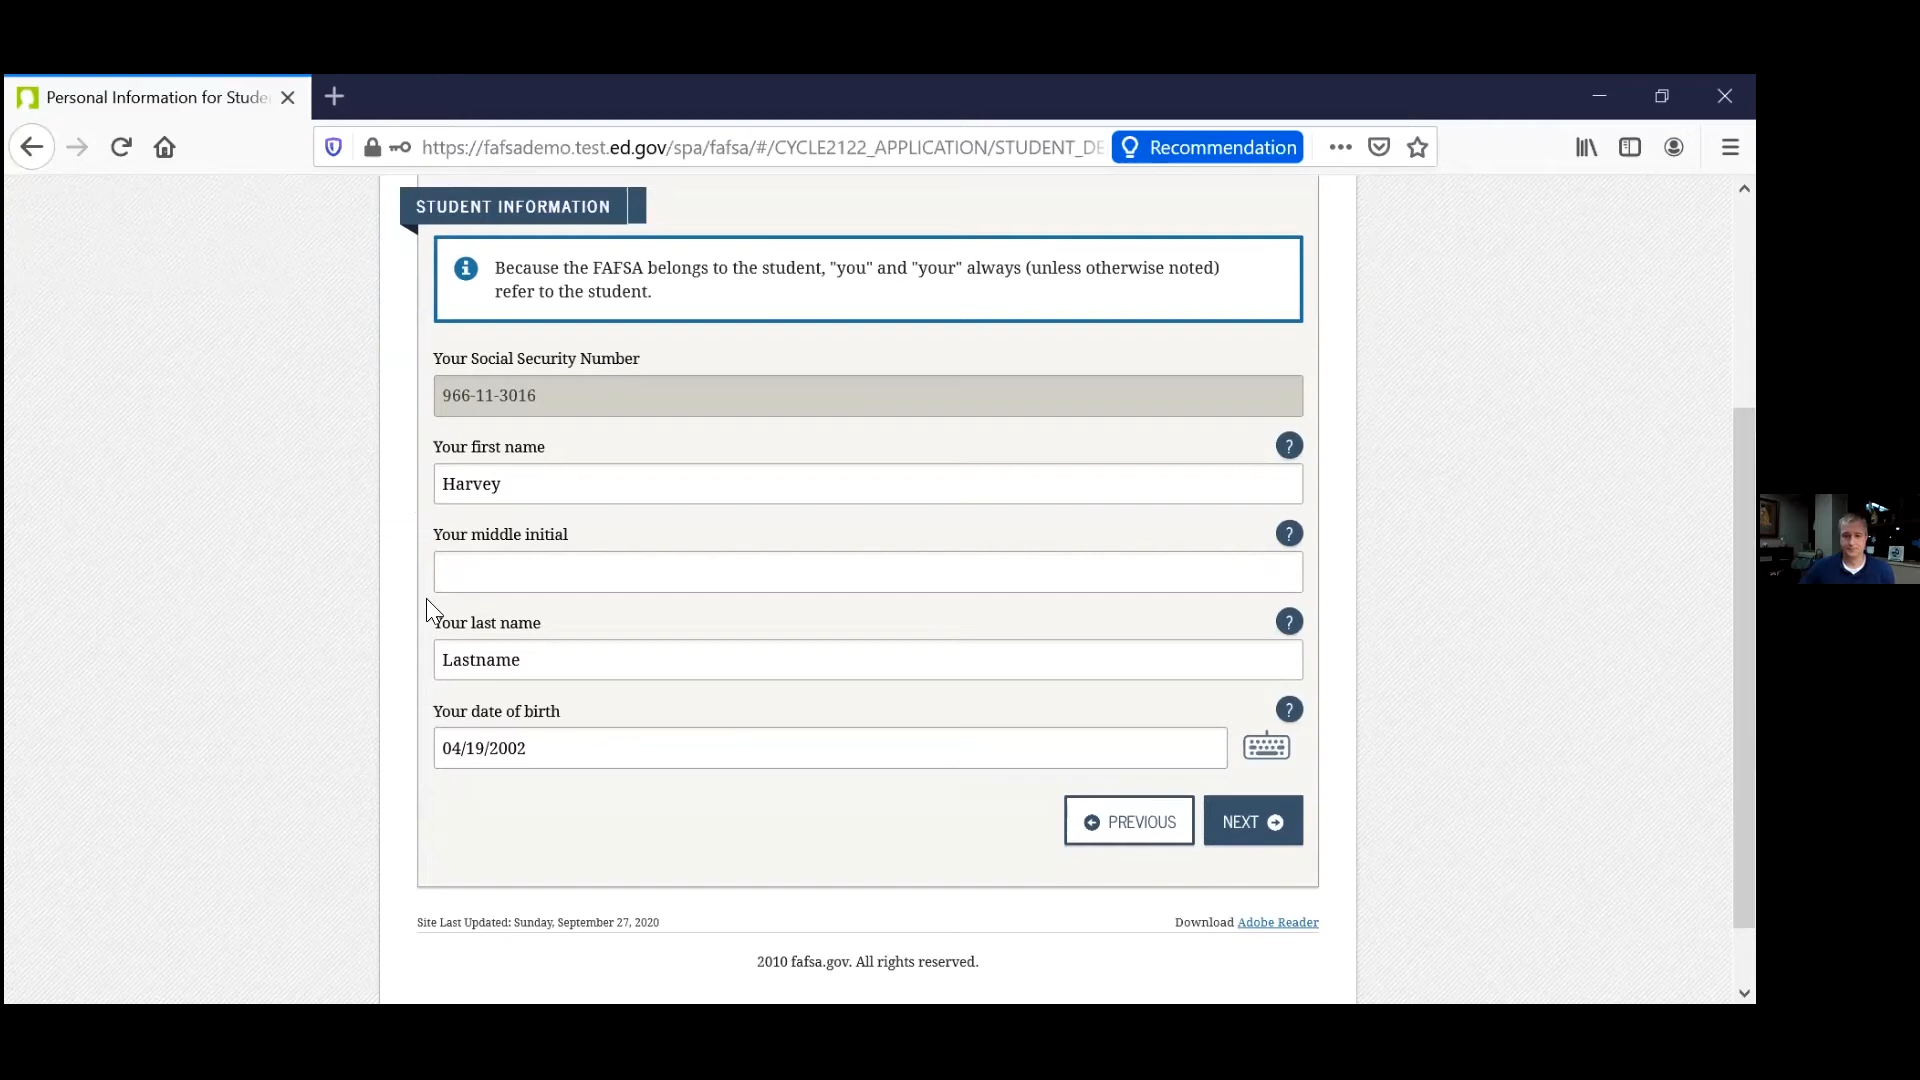 Personal Information for Stude
https://fafsademo.test.ed.gov/spa/fafsa/#/CYCLE2122_APPLICATION/STUDENT_DE
Recommendation
STUDENT INFORMATION
Because the FAFSA belongs to the student, "you" and "your" always (unless otherwise noted)
refer to the student.
Your Social Security Number
966-11-3016
Your first name
?
Harvey
Your middle initial
?
Your last name
?
Lastname
Your date of birth
?
04/19/2002
PREVIOUS
NEXT
Site Last Updated: Sunday, September 27, 2020
Download Adobe Reader
2010 fafsa.gov. All rights reserved.